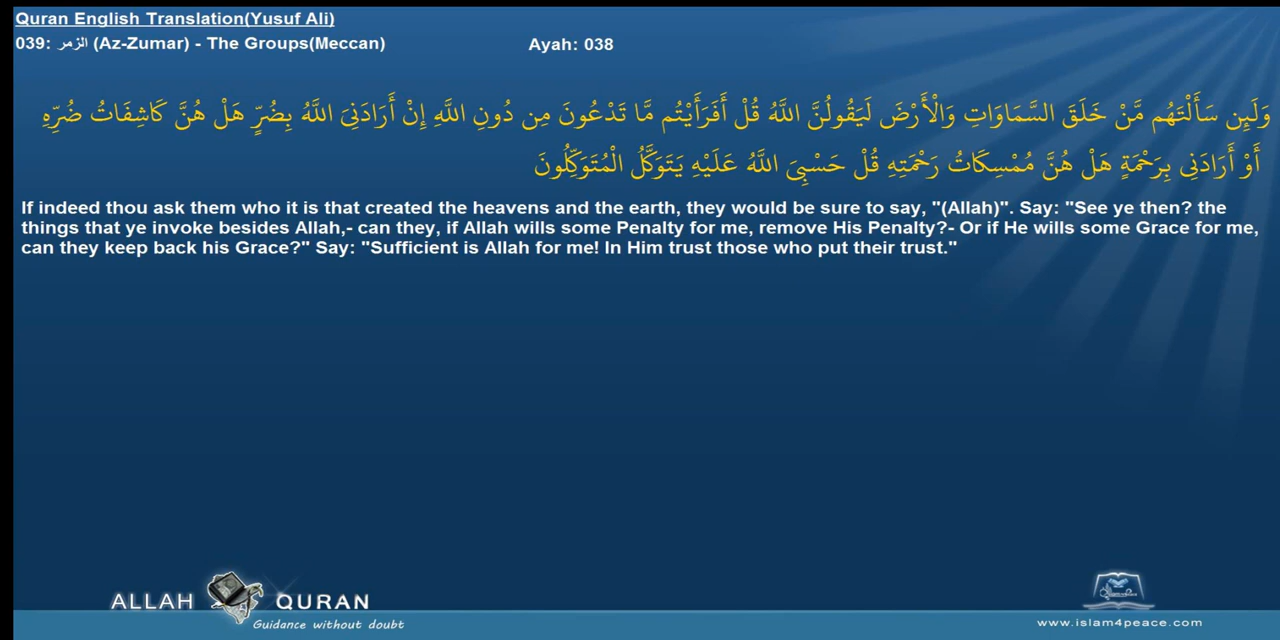 Quran English Translation(Yusuf Ali)
039: الزمر (Az-Zumar) - The Groups(Meccan) Ayah: 038
وَلَئِن سَأَلْتَهُم مَّنْ خَلَقَ السَّمَاوَاتِ وَالْأَرْضَ لَيَقُولُنَّ اللَّهُ قُلْ أَفَرَأَيْتُم مَّا تَدْعُونَ مِن دُونِ اللَّهِ إِنْ أَرَادَنِيَ اللَّهُ بِضُرٍّ هَلْ هُنَّ كَاشِفَاتُ ضُرِّهِ
أَوْ أَرَادَنِي بِرَحْمَةٍ هَلْ هُنَّ مُمْسِكَاتُ رَحْمَتِهِ قُلْ حَسْبِيَ اللَّهُ عَلَيْهِ يَتَوَكَّلُ الْمُتَوَكِّلُونَ
If indeed thou ask them who it is that created the heavens and the earth, they would be sure to say, "(Allah)". Say: "See ye then? the
things that ye invoke besides Allah,- can they, if Allah wills some Penalty for me, remove His Penalty?- Or if He wills some Grace for me,
can they keep back his Grace?" Say: "Sufficient is Allah for me! In Him trust those who put their trust."
ALLAH QURAN
Guidance without doubt
www.islam4peace.com